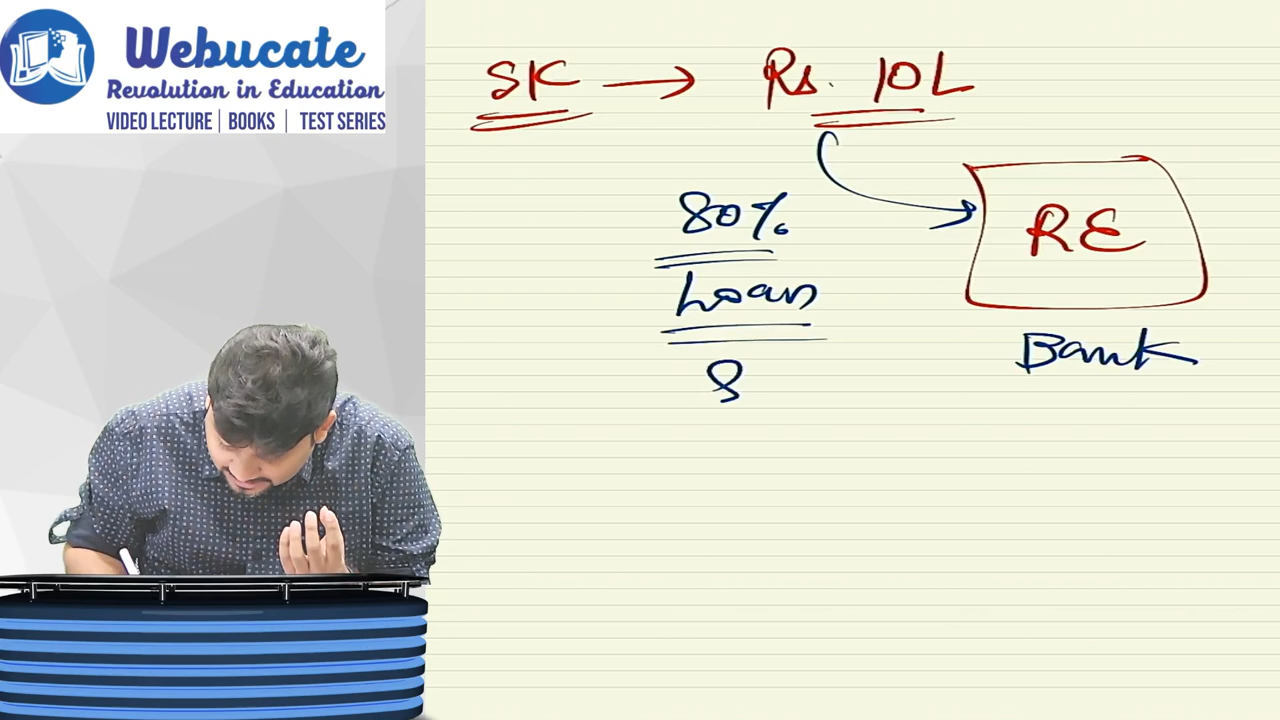 Webucate
Revolution in Education
VIDEO LECTURE | BOOKS | TEST SERIES
SK → Rs. 10L
80%
Loan
8
RE
Bank